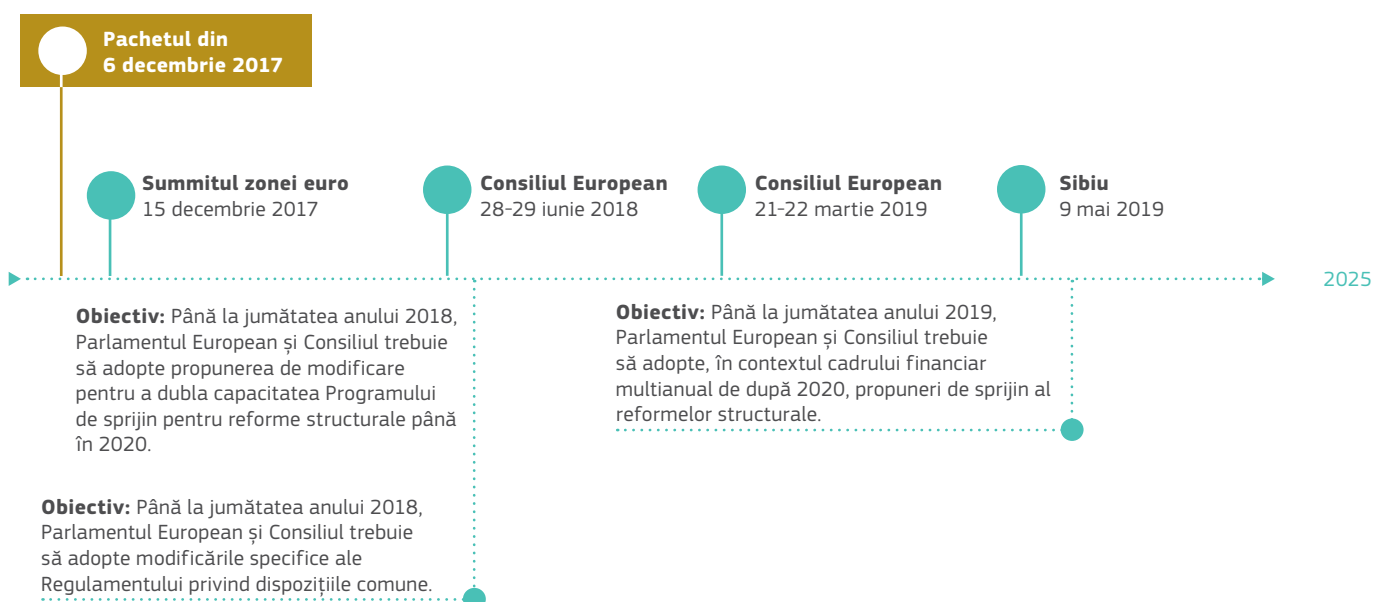 Pachetul din
6 decembrie 2017
Summitul zonei euro
15 decembrie 2017
Consiliul European
28-29 iunie 2018
Consiliul European
21-22 martie 2019
Sibiu
9 mai 2019
2025
Obiectiv: Până la jumătatea anului 2018,
Parlamentul European și Consiliul trebuie
să adopte propunerea de modificare
pentru a dubla capacitatea Programului
de sprijin pentru reforme structurale până
în 2020.
Obiectiv: Până la jumătatea anului 2019,
Parlamentul European și Consiliul trebuie
să adopte, în contextul cadrului financiar
multianual de după 2020, propuneri de sprijin al
reformelor structurale.
Obiectiv: Până la jumătatea anului 2018,
Parlamentul European și Consiliul trebuie
să adopte modificările specifice ale
Regulamentului privind dispozițiile comune.